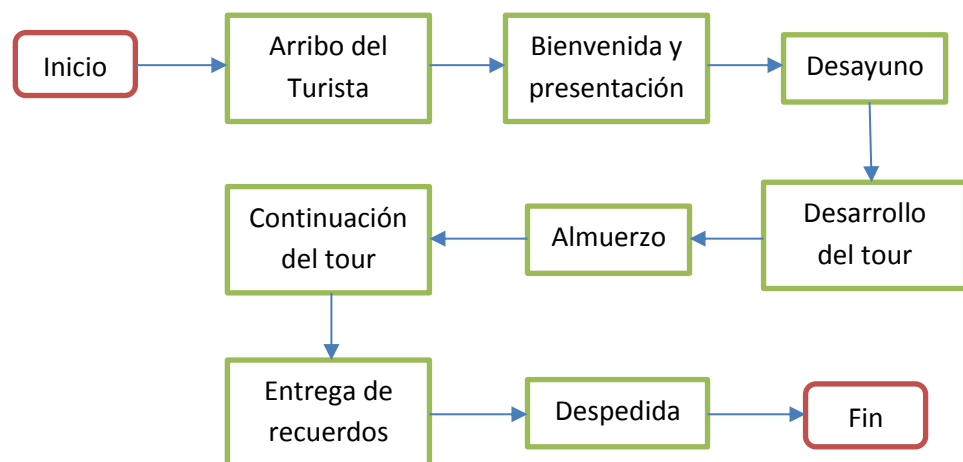 Inicio
Arribo del
Turista
Bienvenida y
presentación
Desayuno
Desarrollo
del tour
Almuerzo
Continuación
del tour
Entrega de
recuerdos
Despedida
Fin